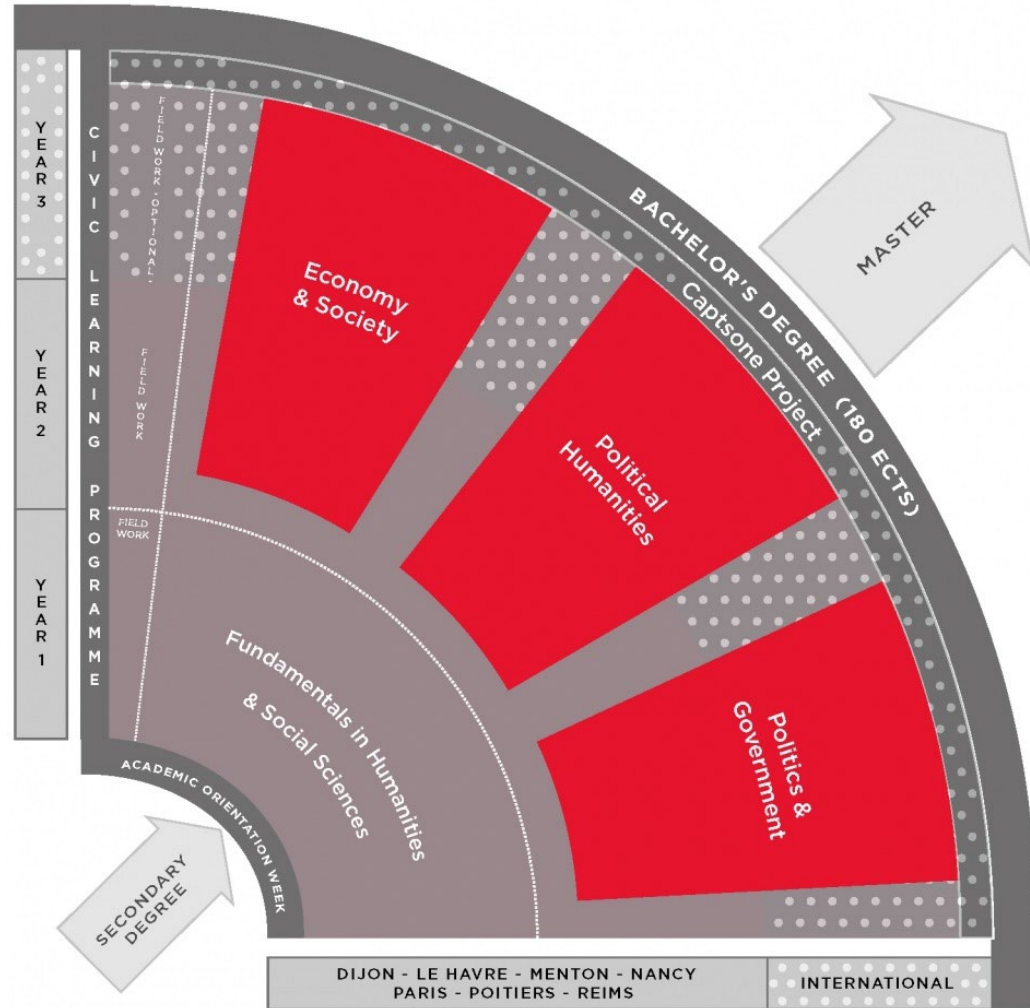 YEAR 3
YEAR 2
YEAR 1
CIVIC LEARNING PROGRAMME
FIELD WORK - OPTIONAL -
FIELD WORK
FIELD
WORK
Economy
& Society
Political
Humanities
Politics &
Government
Fundamentals in Humanities
& Social Sciences
BACHELOR'S DEGREE (180 ECTS)
Captsone Project
MASTER
ACADEMIC ORIENTATION WEEK
SECONDARY
DEGREE
DIJON - LE HAVRE - MENTON - NANCY
PARIS - POITIERS - REIMS
INTERNATIONAL